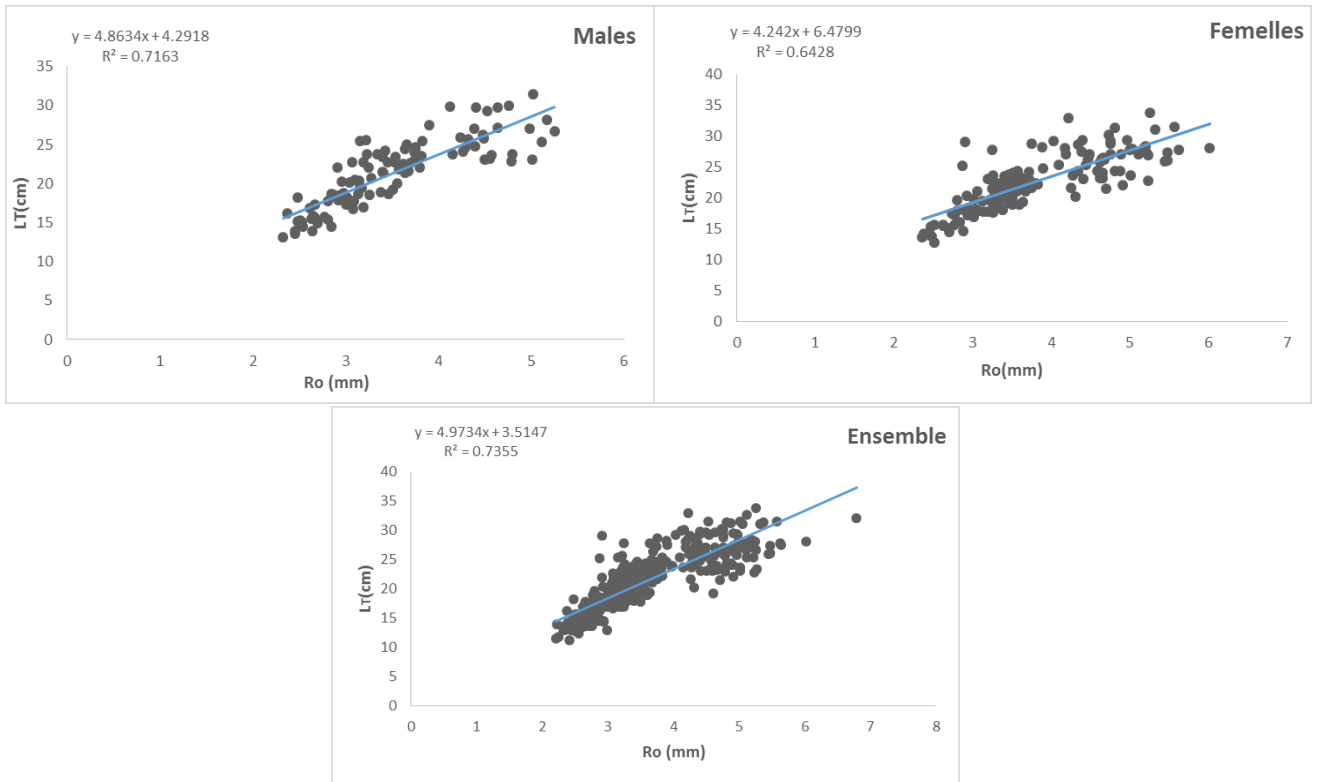 y = 4.8634x + 4.2918
R² = 0.7163
Males
35
30
25
20
15
10
5
0
LT(cm)
0 1 2 3 4 5 6
Ro (mm)
y = 4.242x + 6.4799
R² = 0.6428
Femelles
40
35
30
25
20
15
10
5
0
LT(cm)
0 1 2 3 4 5 6 7
Ro(mm)
y = 4.9734x + 3.5147
R² = 0.7355
Ensemble
40
35
30
25
20
15
10
5
0
LT(cm)
0 1 2 3 4 5 6 7 8
Ro (mm)